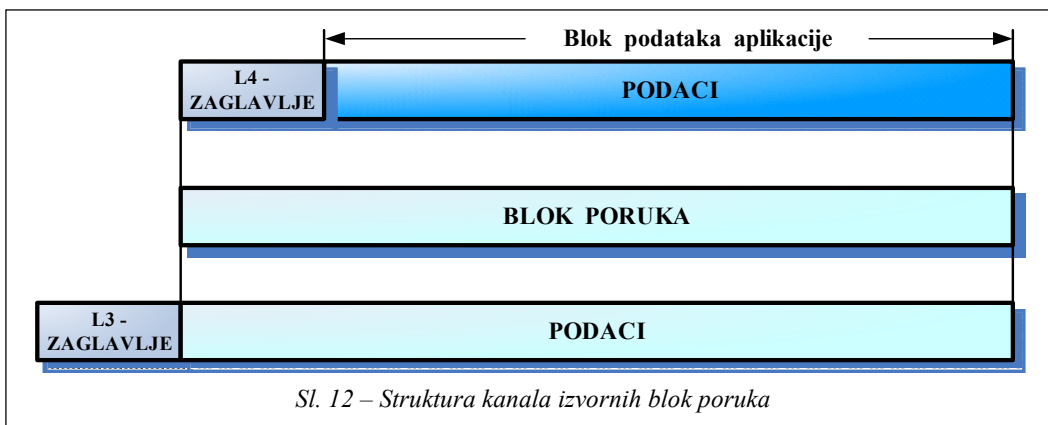 Blok podataka aplikacije
L4 -
ZAGLAVLJE
PODACI
BLOK PORUKA
L3 -
ZAGLAVLJE
PODACI
Sl. 12 – Struktura kanala izvornih blok poruka